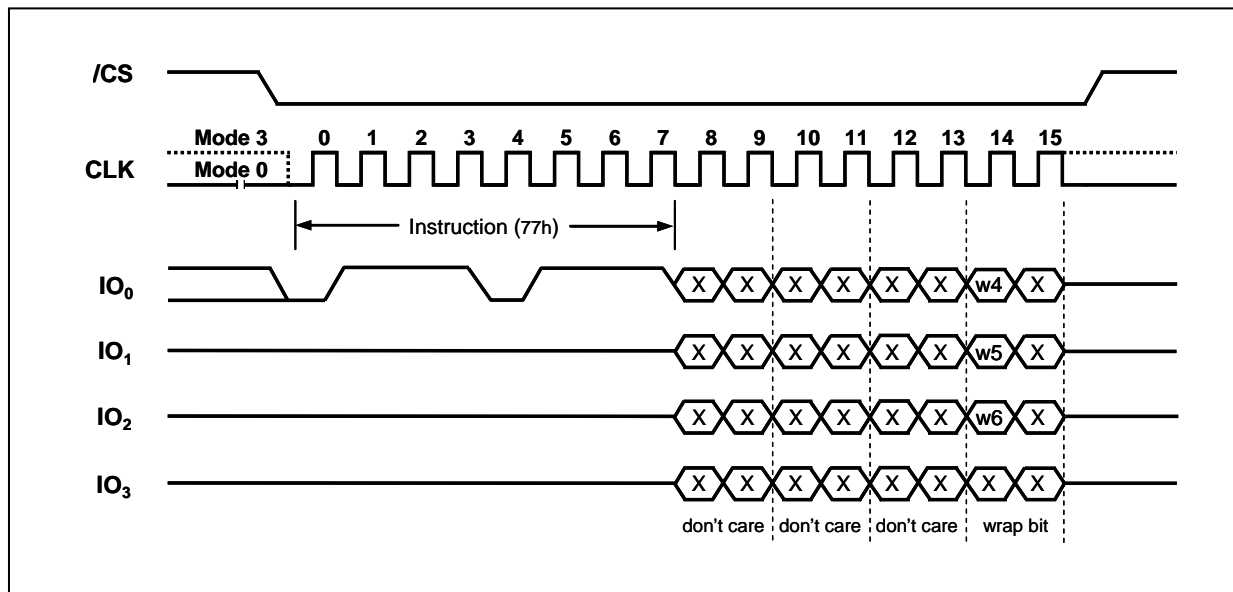 /CS
Mode 3 0 1 2 3 4 5 6 7 8 9 10 11 12 13 14 15
CLK Mode 0
Instruction (77h)
IO0 X X X X X X w4 X
IO1 X X X X X X w5 X
IO2 X X X X X X w6 X
IO3 X X X X X X X X
don't care don't care don't care wrap bit